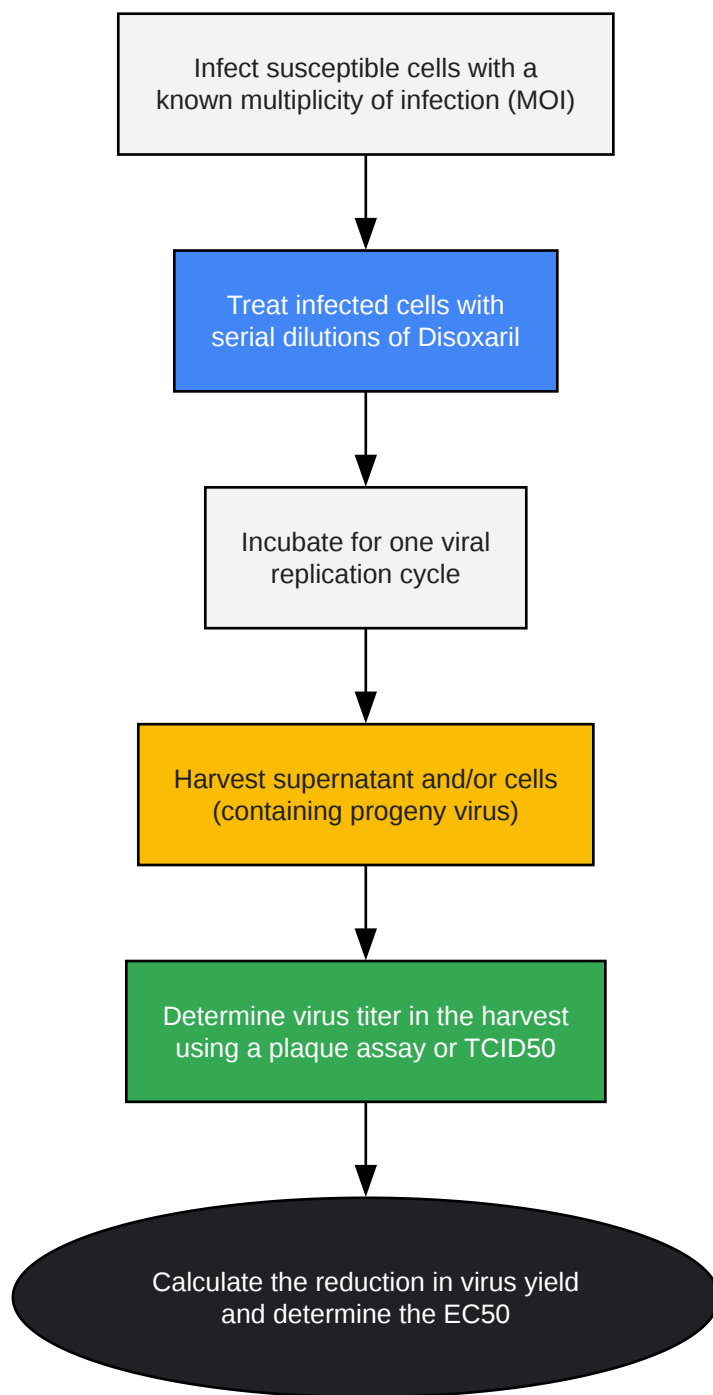 Infect susceptible cells with a
known multiplicity of infection (MOI)
Treat infected cells with
serial dilutions of Disoxaril
Incubate for one viral
replication cycle
Harvest supernatant and/or cells
(containing progeny virus)
Determine virus titer in the harvest
using a plaque assay or TCID50
Calculate the reduction in virus yield
and determine the EC50